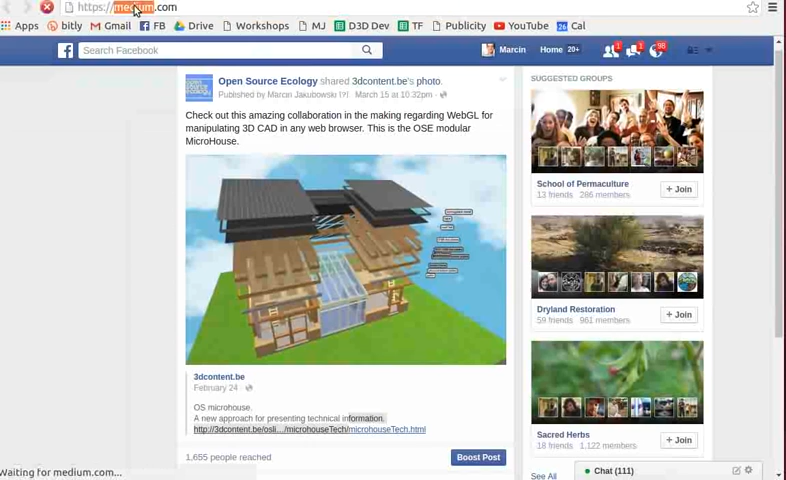 https://medium.com
Apps bitly Gmail FB Drive Workshops MJ D3D Dev TF Publicity YouTube 26 Cal
Search Facebook Marcin Home 20+ 1 1 98
Open Source Ecology shared 3dcontent.be's photo.
Published by Marcin Jakubowski [?] · March 15 at 10:32pm ·
Check out this amazing collaboration in the making regarding WebGL for
manipulating 3D CAD in any web browser. This is the OSE modular
MicroHouse.
3dcontent.be
February 24 ·
OS microhouse.
A new approach for presenting technical information.
http://3dcontent.be/osli.../microhouseTech/microhouseTech.html
1,655 people reached
Boost Post
SUGGESTED GROUPS
School of Permaculture
13 friends · 286 members
+ Join
Dryland Restoration
59 friends · 961 members
+ Join
Sacred Herbs
18 friends · 1,122 members
+ Join
See All
Chat (111)
Waiting for medium.com...